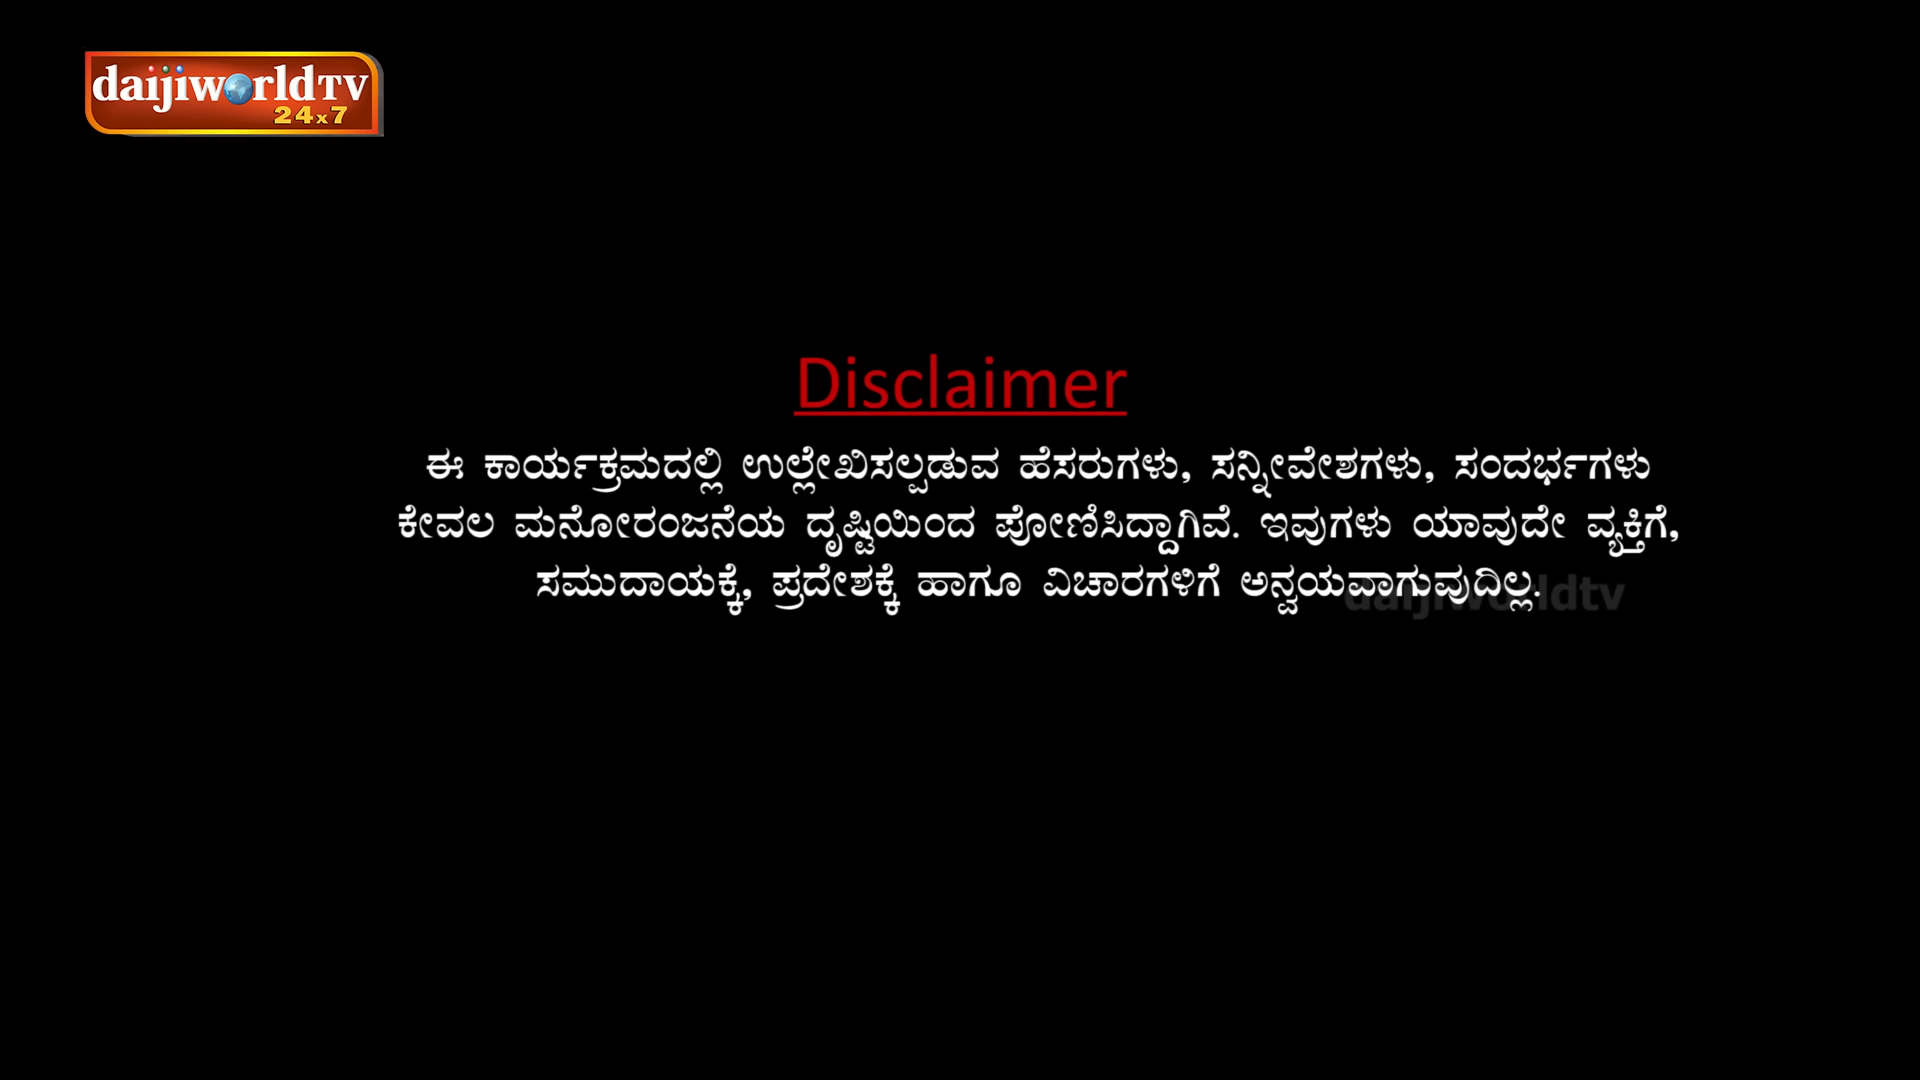 daijiworldTV
24x7
Disclaimer
ಈ ಕಾರ್ಯಕ್ರಮದಲ್ಲಿ ಉಲ್ಲೇಖಿಸಲ್ಪಡುವ ಹೆಸರುಗಳು, ಸನ್ನೀವೇಶಗಳು, ಸಂದರ್ಭಗಳು
ಕೇವಲ ಮನೋರಂಜನೆಯ ದೃಷ್ಟಿಯಿಂದ ಪೋಣಿಸಿದ್ದಾಗಿವೆ. ಇವುಗಳು ಯಾವುದೇ ವ್ಯಕ್ತಿಗೆ,
ಸಮುದಾಯಕ್ಕೆ, ಪ್ರದೇಶಕ್ಕೆ ಹಾಗೂ ವಿಚಾರಗಳಿಗೆ ಅನ್ವಯವಾಗುವುದಿಲ್ಲ.
daijiworldtv